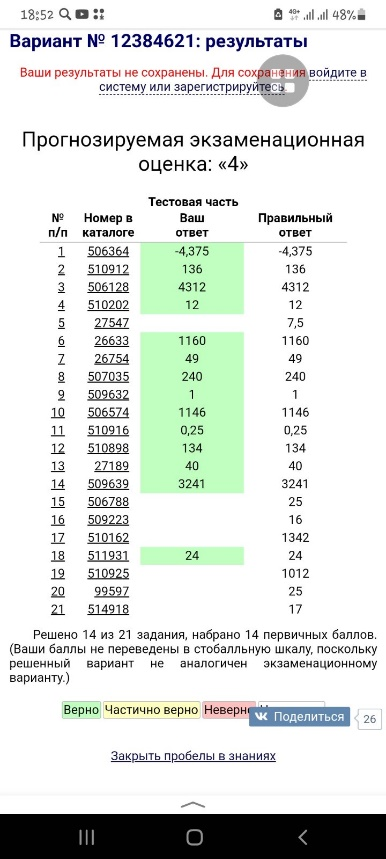 18:52 48%
Вариант № 12384621: результаты
Ваши результаты не сохранены. Для сохранения войдите в
систему или зарегистрируйтесь.
Прогнозируемая экзаменационная
оценка: «4»
Тестовая часть
№ Номер в Ваш Правильный
п/п каталоге ответ ответ
1 506364 -4,375 -4,375
2 510912 136 136
3 506128 4312 4312
4 510202 12 12
5 27547 7,5
6 26633 1160 1160
7 26754 49 49
8 507035 240 240
9 509632 1 1
10 506574 1146 1146
11 510916 0,25 0,25
12 510898 134 134
13 27189 40 40
14 509639 3241 3241
15 506788 25
16 509223 16
17 510162 1342
18 511931 24 24
19 510925 1012
20 99597 25
21 514918 17
Решено 14 из 21 задания, набрано 14 первичных баллов.
(Ваши баллы не переведены в стобалльную шкалу, поскольку
решенный вариант не аналогичен экзаменационному
варианту.)
Верно Частично верно Неверно Поделиться 26
Закрыть пробелы в знаниях